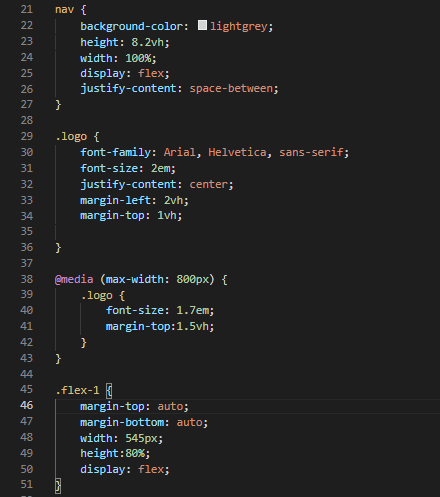 21 nav {
22 background-color: lightgrey;
23 height: 8.2vh;
24 width: 100%;
25 display: flex;
26 justify-content: space-between;
27 }
28
29 .logo {
30 font-family: Arial, Helvetica, sans-serif;
31 font-size: 2em;
32 justify-content: center;
33 margin-left: 2vh;
34 margin-top: 1vh;
35
36 }
37
38 @media (max-width: 800px) {
39 .logo {
40 font-size: 1.7em;
41 margin-top:1.5vh;
42 }
43 }
44
45 .flex-1 {
46 margin-top: auto;
47 margin-bottom: auto;
48 width: 545px;
49 height:80%;
50 display: flex;
51 }